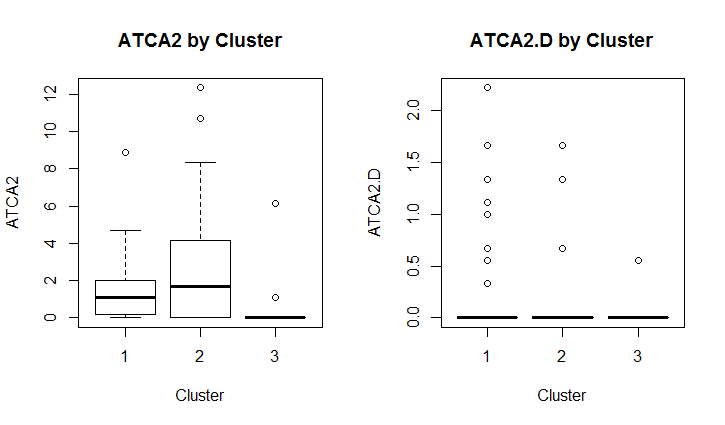 ATCA2 by Cluster
ATCA2
12
10
8
6
4
2
0
1 2 3
Cluster
ATCA2.D by Cluster
ATCA2.D
2.0
1.5
1.0
0.5
0.0
1 2 3
Cluster